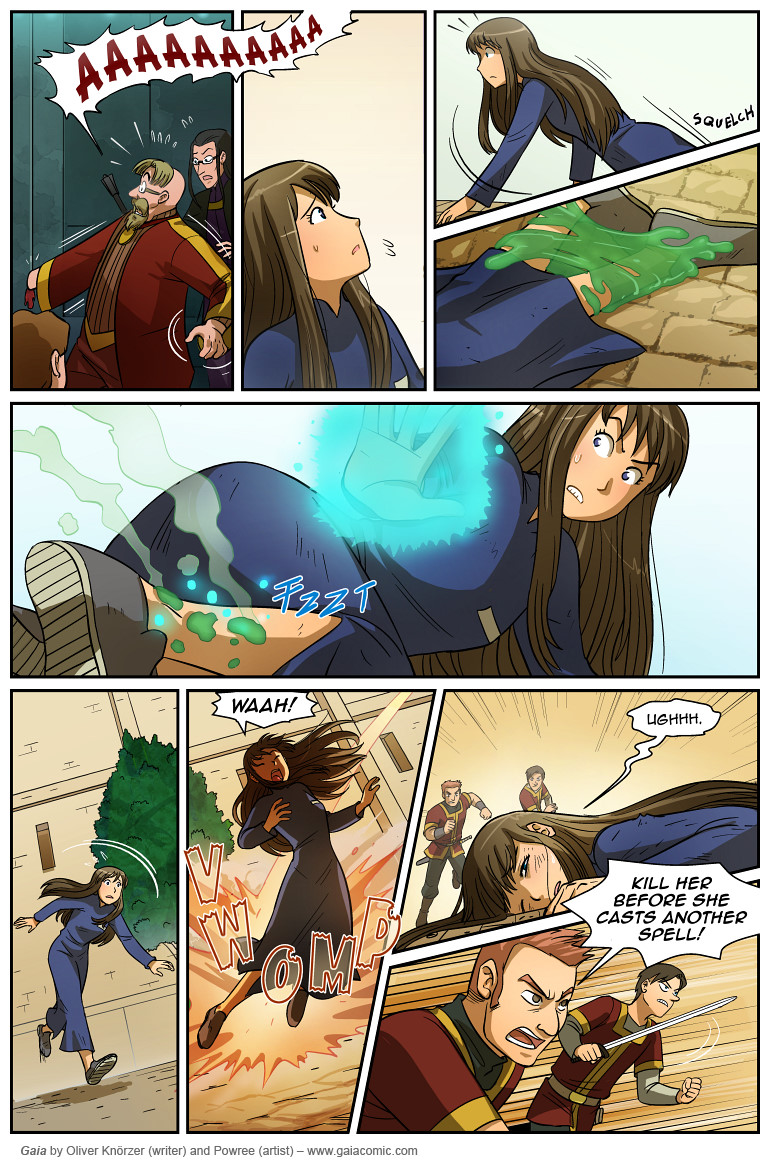 AAAAAAAAAA
SQUELCH
FZZT
WAAH!
VWOMP
UGHHH.
KILL HER
BEFORE SHE
CASTS ANOTHER
SPELL!
Gaia by Oliver Knörzer (writer) and Powree (artist) – www.gaiacomic.com